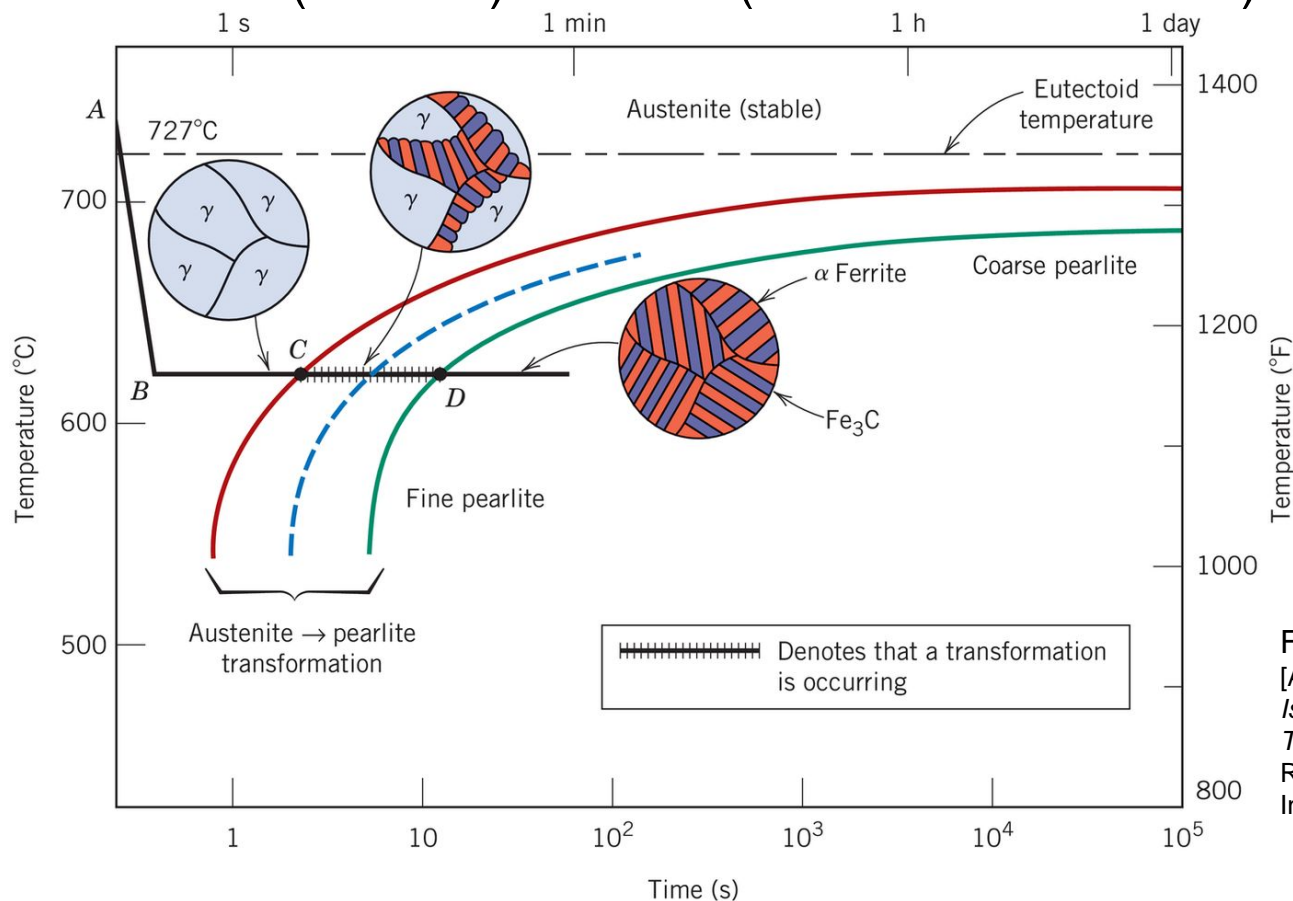 1 s
1 min
1 h
1 day
A
727°C
γ
γ
γ
γ
γ
γ
γ
Austenite (stable)
Eutectoid
temperature
1400
700
1200
1000
800
600
500
Coarse pearlite
α Ferrite
Fe₃C
B
C
D
Fine pearlite
Austenite → pearlite
transformation
Denotes that a transformation
is occurring
Temperature (°C)
Temperature (°F)
1
10
10²
10³
10⁴
10⁵
Time (s)